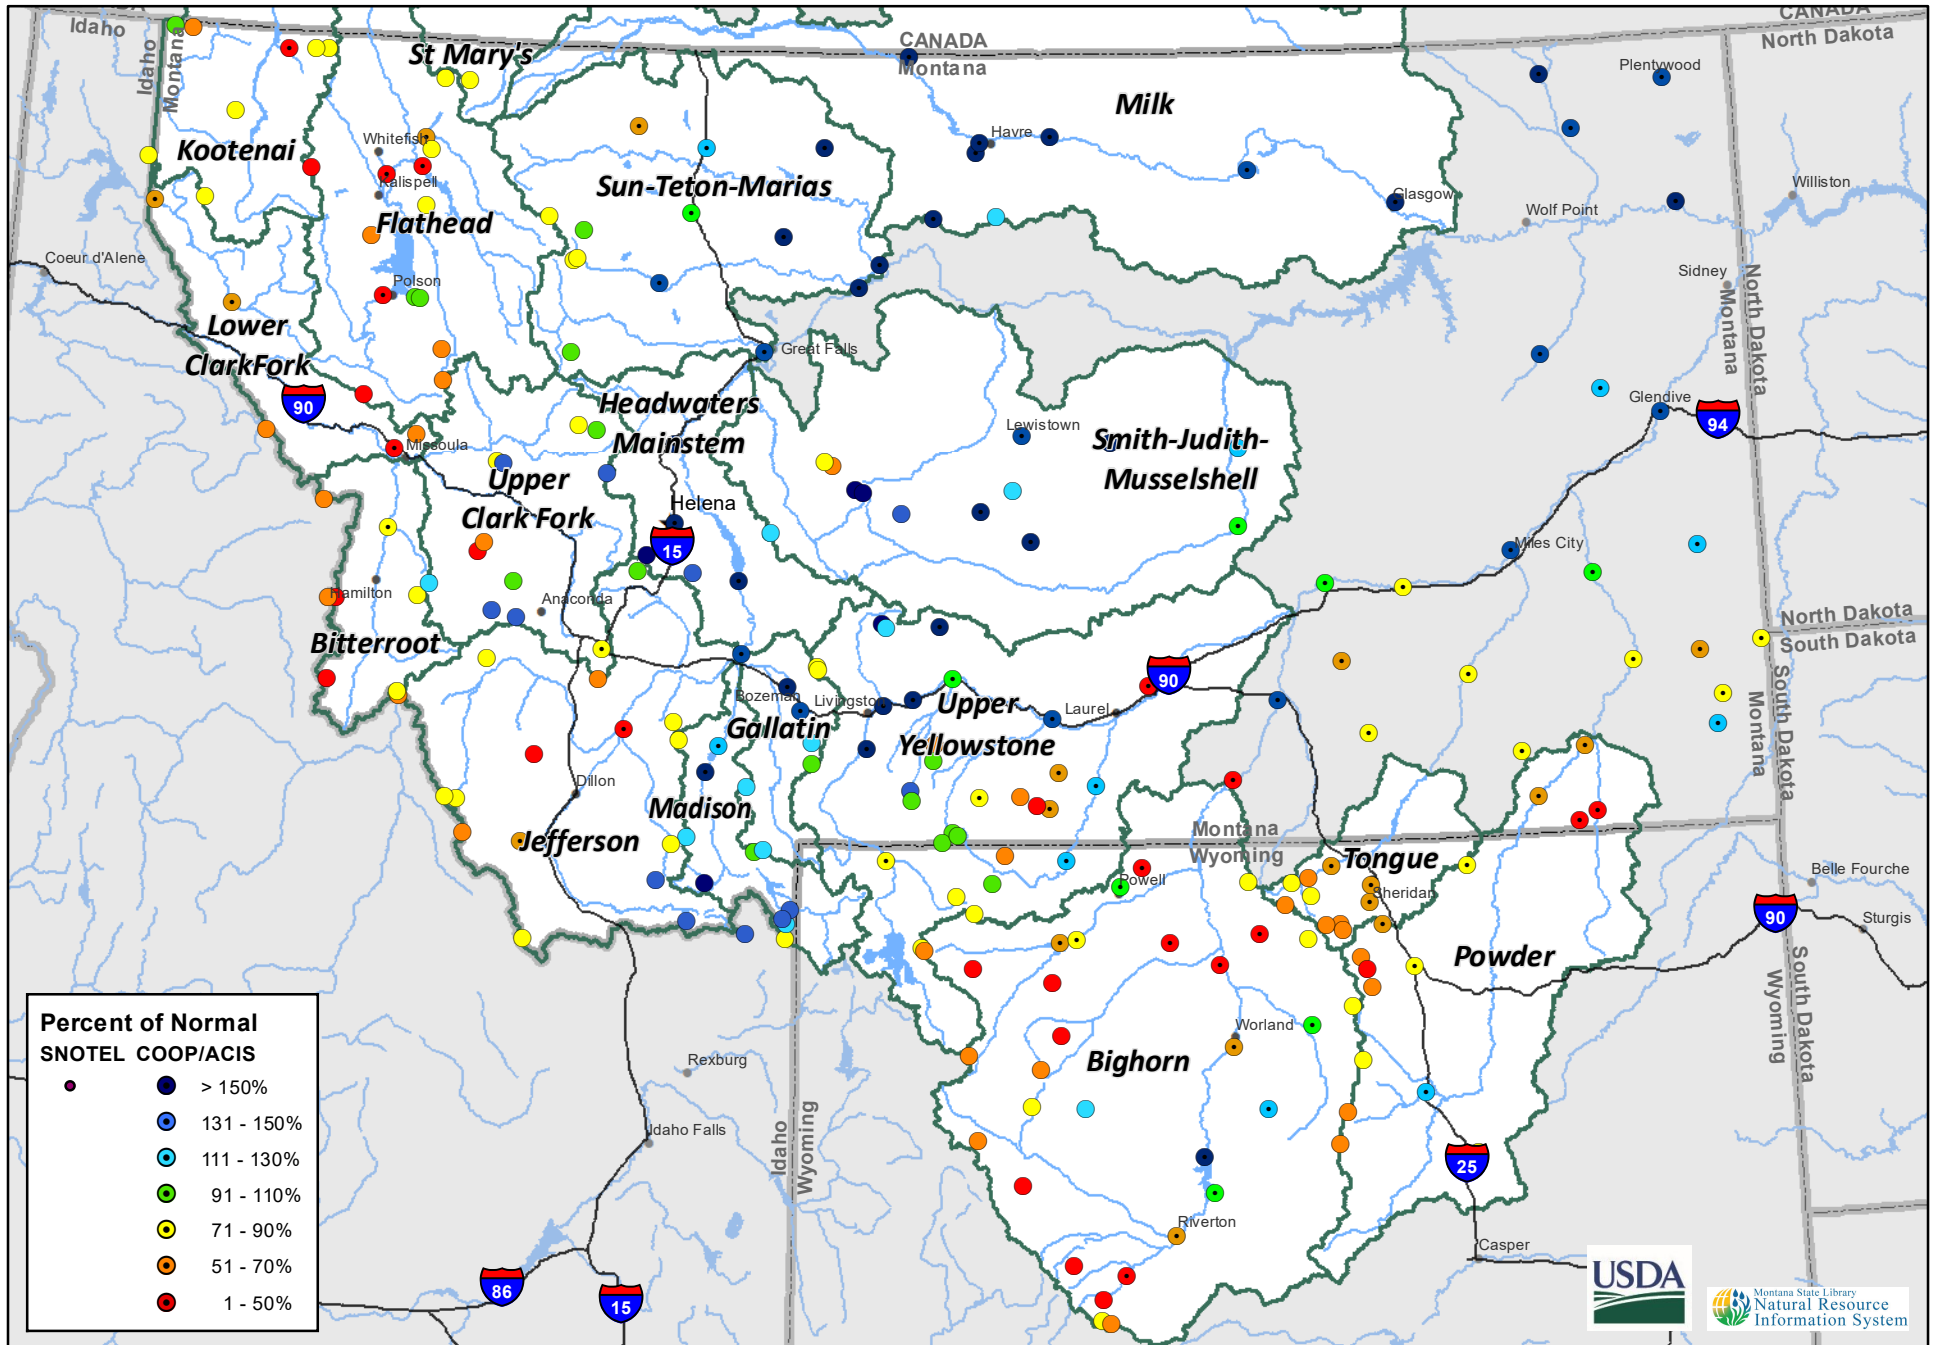 CANADA
North Dakota
Idaho
Idaho
Montana
St Mary's
CANADA
Montana
Plentywood
Milk
Havre
Whitefish
Kootenai
Kalispell
Sun-Teton-Marias
Glasgow
Williston
Wolf Point
Flathead
Coeur d'Alene
Polson
Sidney
North Dakota
Montana
Lower
ClarkFork
Great Falls
90
Headwaters
Mainstem
Lewistown
Smith-Judith-
Musselshell
Glendive
94
Missoula
Upper
Clark Fork
Helena
15
Miles City
Hamilton
Anaconda
Bitterroot
North Dakota
South Dakota
90
Bozeman
Livingston
Upper
Yellowstone
Laurel
Gallatin
South Dakota
Montana
Dillon
Madison
Jefferson
Montana
Wyoming
Tongue
Powell
Sheridan
Belle Fourche
90
Sturgis
Powder
South Dakota
Wyoming
Percent of Normal
SNOTEL COOP/ACIS
> 150%
131 - 150%
111 - 130%
91 - 110%
71 - 90%
51 - 70%
1 - 50%
Worland
Bighorn
Rexburg
Idaho Falls
Idaho
Wyoming
25
Riverton
Casper
86
15
USDA
Montana State Library
Natural Resource
Information System